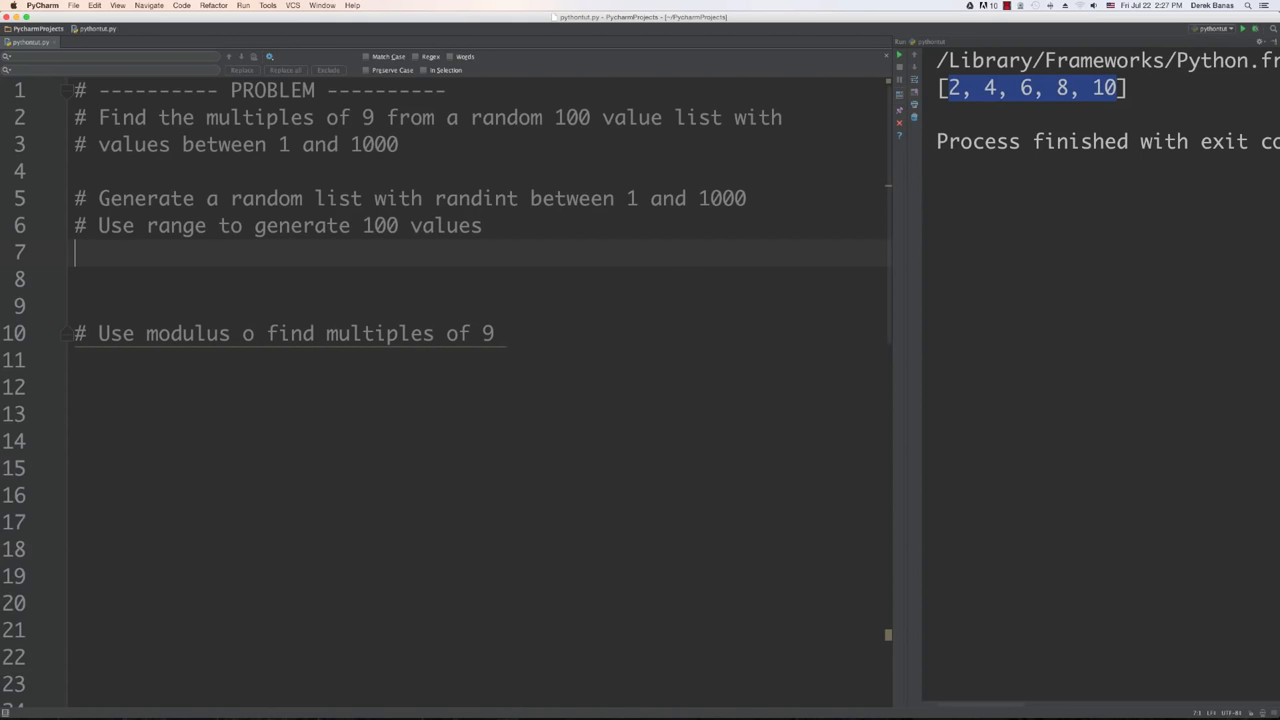 PyCharm File Edit View Navigate Code Refactor Run Tools VCS Window Help 10 Fri Jul 22 2:27 PM Derek Banas
pythontut.py - PycharmProjects - [~/PycharmProjects]
PycharmProjects pythontut.py pythontut
pythontut.py Run pythontut
Match Case Regex Words
Replace Replace all Exclude Preserve Case In Selection
/Library/Frameworks/Python.fr
[2, 4, 6, 8, 10]
Process finished with exit co
1 # ---------- PROBLEM ----------
2 # Find the multiples of 9 from a random 100 value list with
3 # values between 1 and 1000
4
5 # Generate a random list with randint between 1 and 1000
6 # Use range to generate 100 values
7
8
9
10 # Use modulus o find multiples of 9
11
12
13
14
15
16
17
18
19
20
21
22
23
7:1 LF÷ UTF-8÷